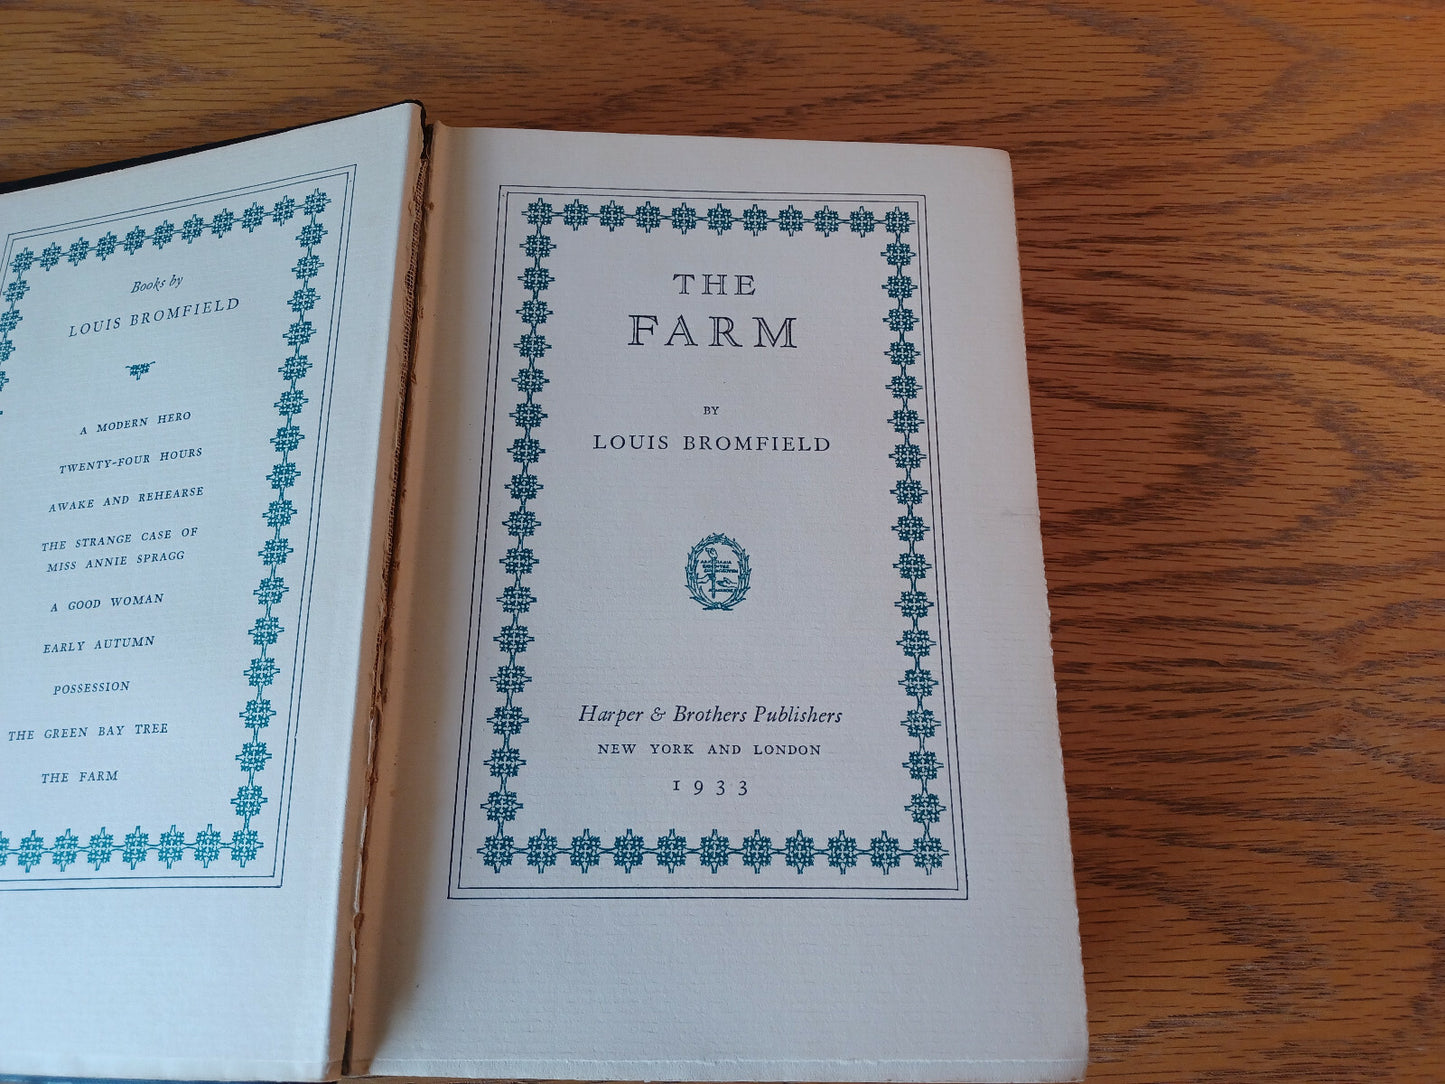 Books by
LOUIS BROMFIELD
A MODERN HERO
TWENTY-FOUR HOURS
AWAKE AND REHEARSE
THE STRANGE CASE OF
MISS ANNIE SPRAGG
A GOOD WOMAN
EARLY AUTUMN
POSSESSION
THE GREEN BAY TREE
THE FARM
THE
FARM
BY
LOUIS BROMFIELD
Harper & Brothers Publishers
NEW YORK AND LONDON
1933